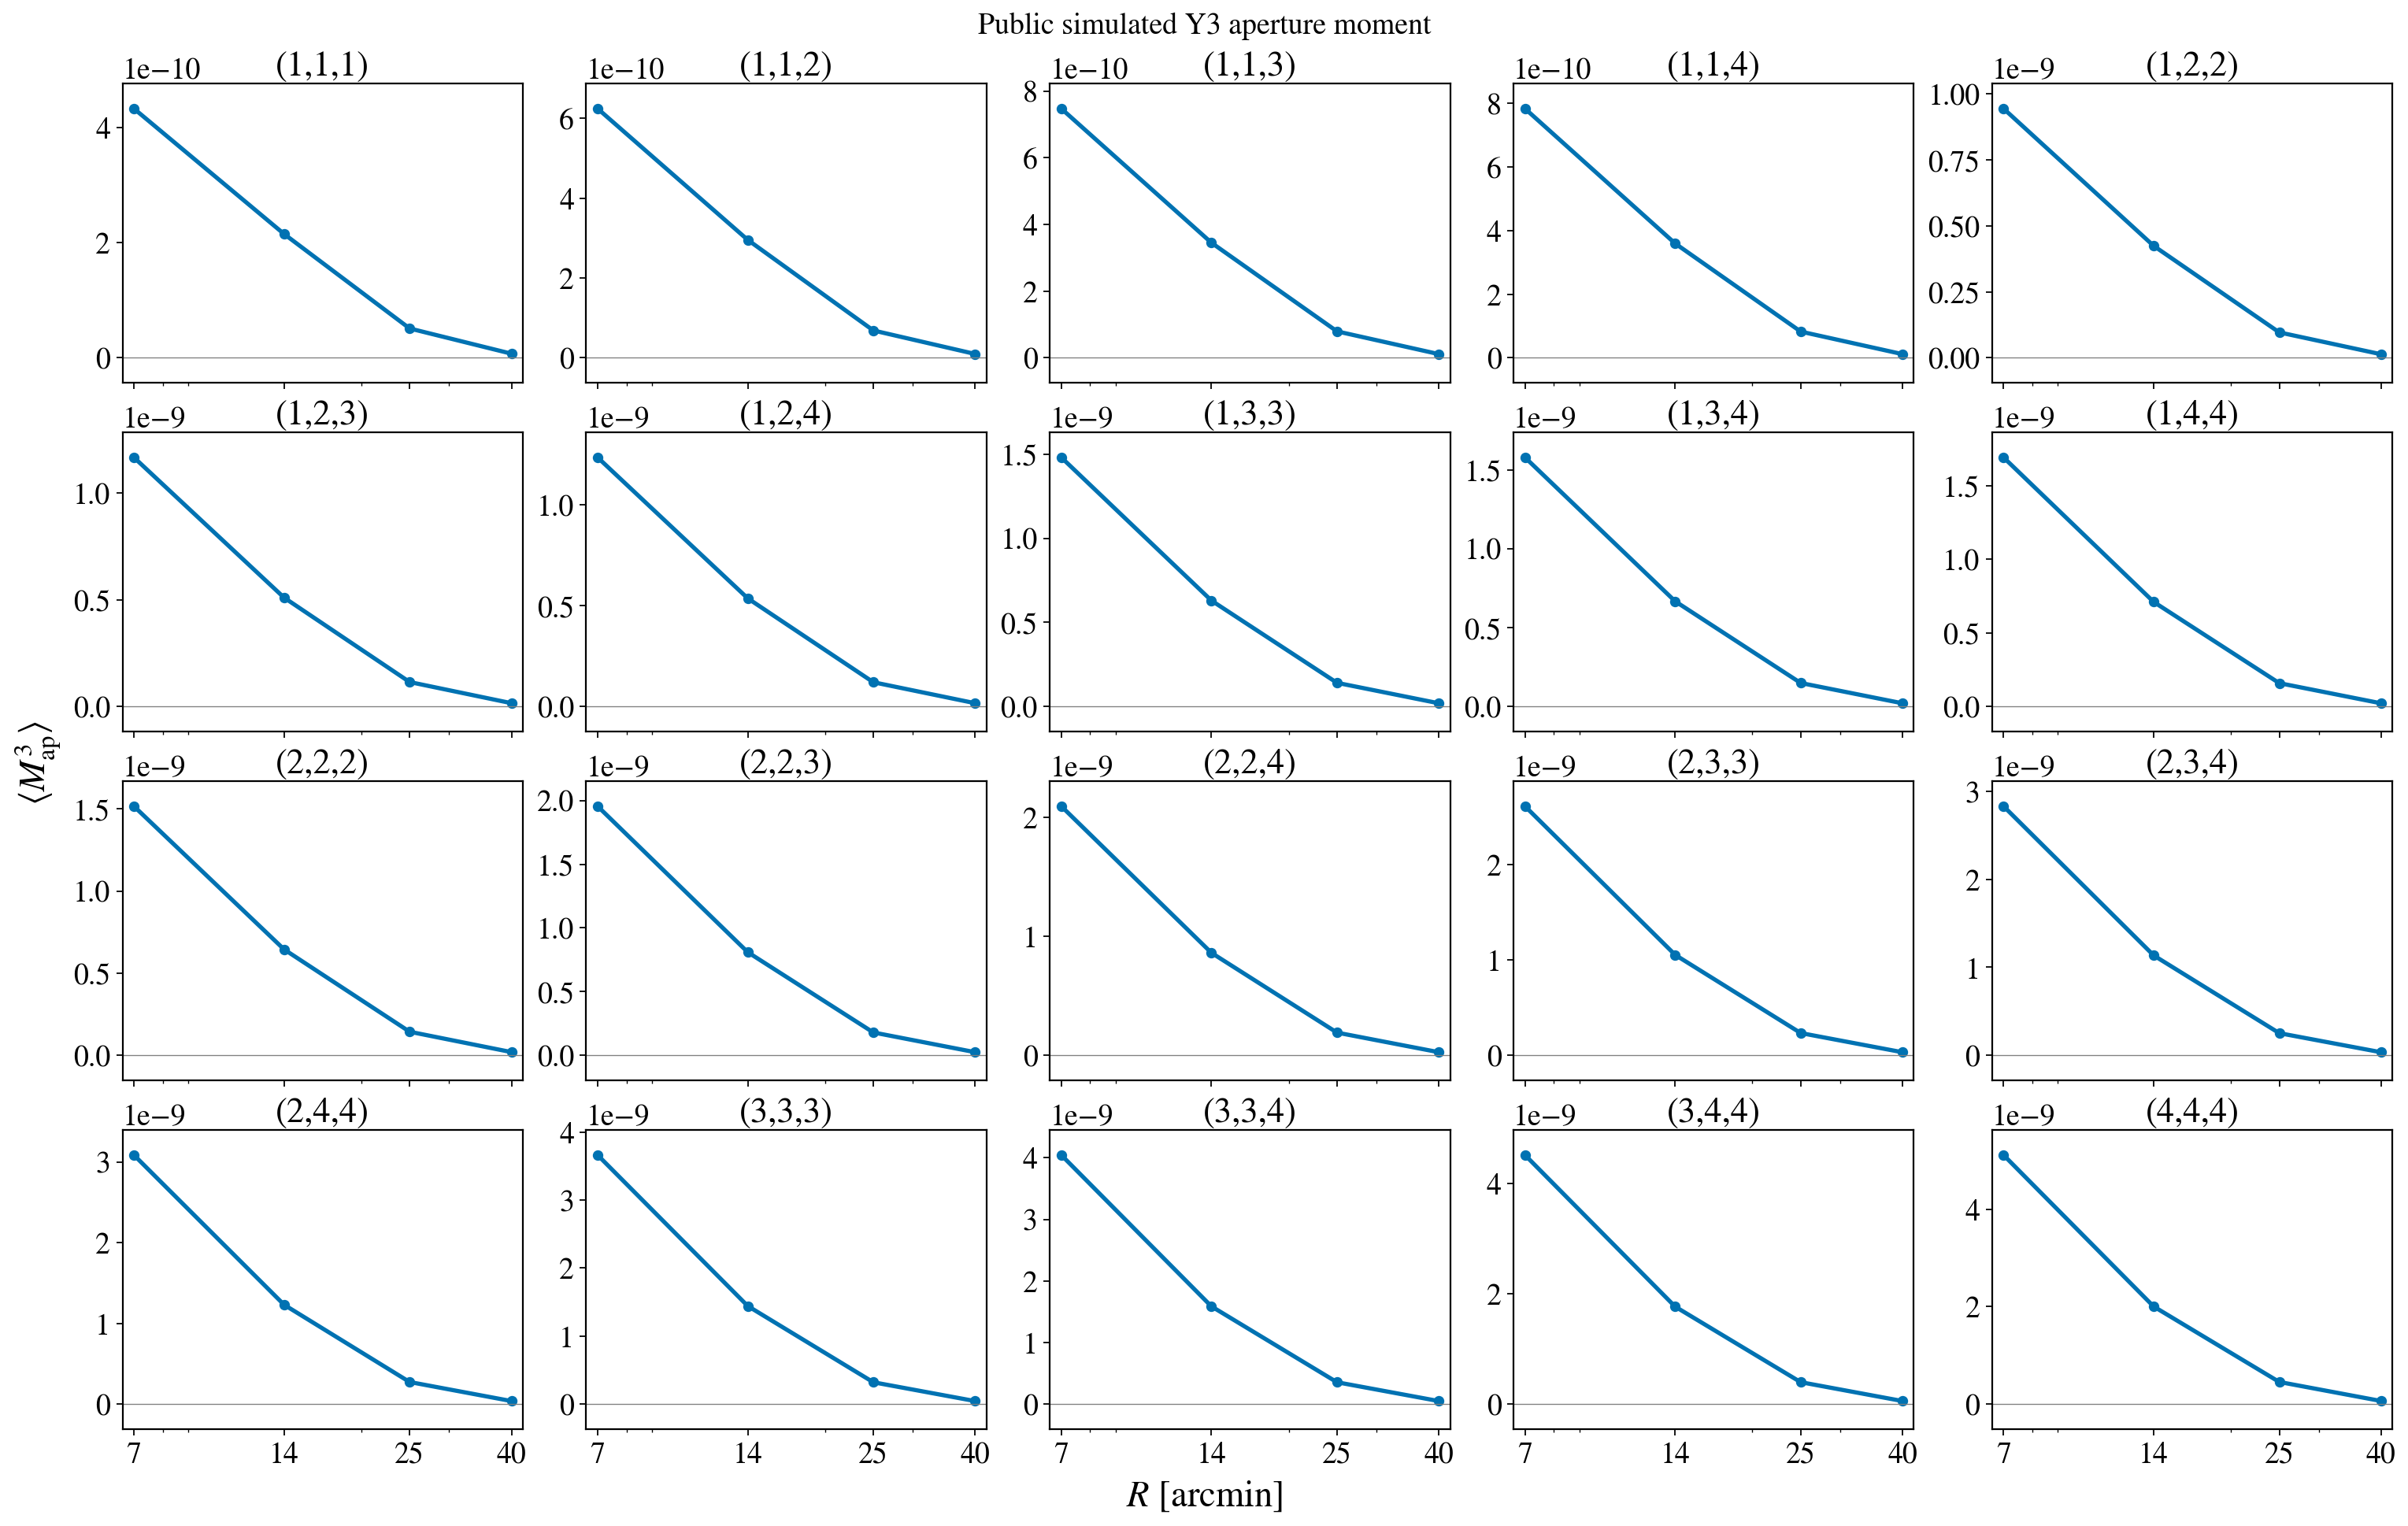 Public simulated Y3 aperture moment
1e−10 (1,1,1)
1e−10 (1,1,2)
1e−10 (1,1,3)
1e−10 (1,1,4)
1e−9 (1,2,2)
4
2
0
6
4
2
0
8
6
4
2
0
8
6
4
2
0
1.00
0.75
0.50
0.25
0.00
1e−9 (1,2,3)
1e−9 (1,2,4)
1e−9 (1,3,3)
1e−9 (1,3,4)
1e−9 (1,4,4)
1.0
0.5
0.0
1.0
0.5
0.0
1.5
1.0
0.5
0.0
1.5
1.0
0.5
0.0
1.5
1.0
0.5
0.0
⟨M³ap⟩
1e−9 (2,2,2)
1e−9 (2,2,3)
1e−9 (2,2,4)
1e−9 (2,3,3)
1e−9 (2,3,4)
1.5
1.0
0.5
0.0
2.0
1.5
1.0
0.5
0.0
2
1
0
2
1
0
3
2
1
0
1e−9 (2,4,4)
1e−9 (3,3,3)
1e−9 (3,3,4)
1e−9 (3,4,4)
1e−9 (4,4,4)
3
2
1
0
4
3
2
1
0
4
3
2
1
0
4
2
0
4
2
0
7 14 25 40
7 14 25 40
7 14 25 40
7 14 25 40
7 14 25 40
R [arcmin]